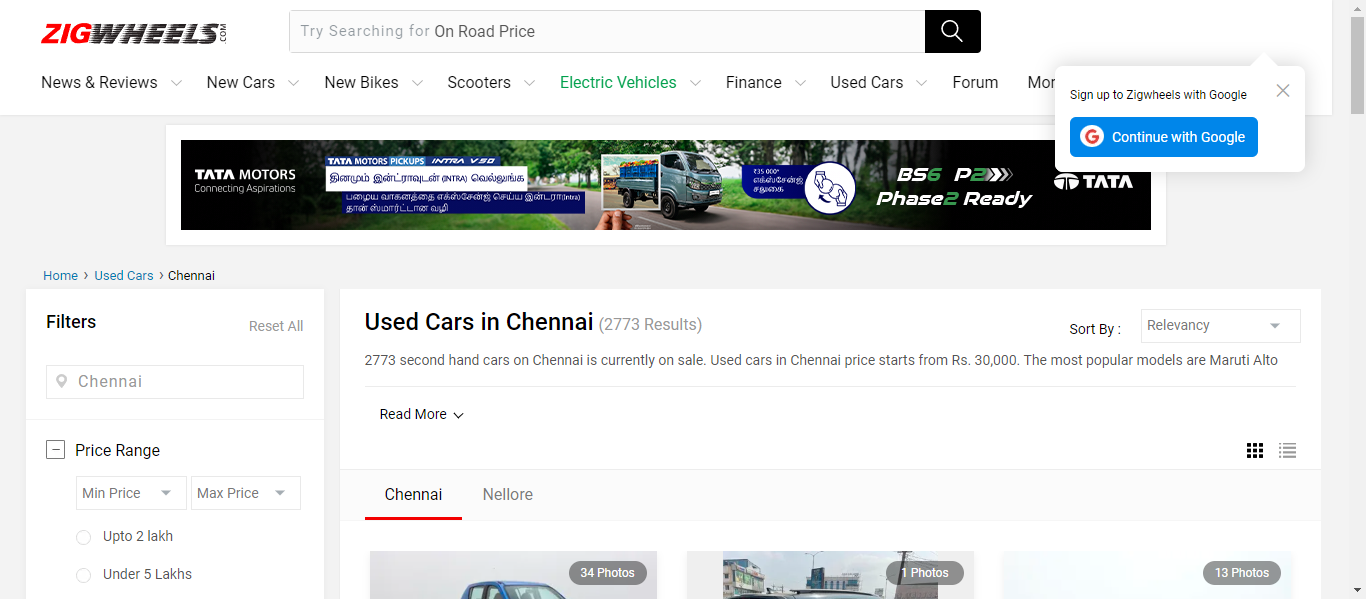 ZIGWHEELS.COM
Try Searching for On Road Price
News & Reviews New Cars New Bikes Scooters Electric Vehicles Finance Used Cars Forum Mor
Sign up to Zigwheels with Google
Continue with Google
TATA MOTORS
Connecting Aspirations
TATA MOTORS PICKUPS INTRA V50
தினமும் இன்ட்ராவுடன் (INTRA) வெல்லுங்க
பழைய வாகனத்தை எக்ஸ்சேன்ஜ் செய்ய இன்டரா(Intra)
தான் ஸ்மார்ட்டான வழி
₹35 000*
எக்ஸ்சேன்ஜ்
சலுகை
BS6 P2
Phase2 Ready
TATA
Home › Used Cars › Chennai
Filters
Reset All
Chennai
Price Range
Min Price Max Price
Upto 2 lakh
Under 5 Lakhs
Used Cars in Chennai (2773 Results)
Sort By : Relevancy
2773 second hand cars on Chennai is currently on sale. Used cars in Chennai price starts from Rs. 30,000. The most popular models are Maruti Alto
Read More
Chennai Nellore
34 Photos
1 Photos
13 Photos